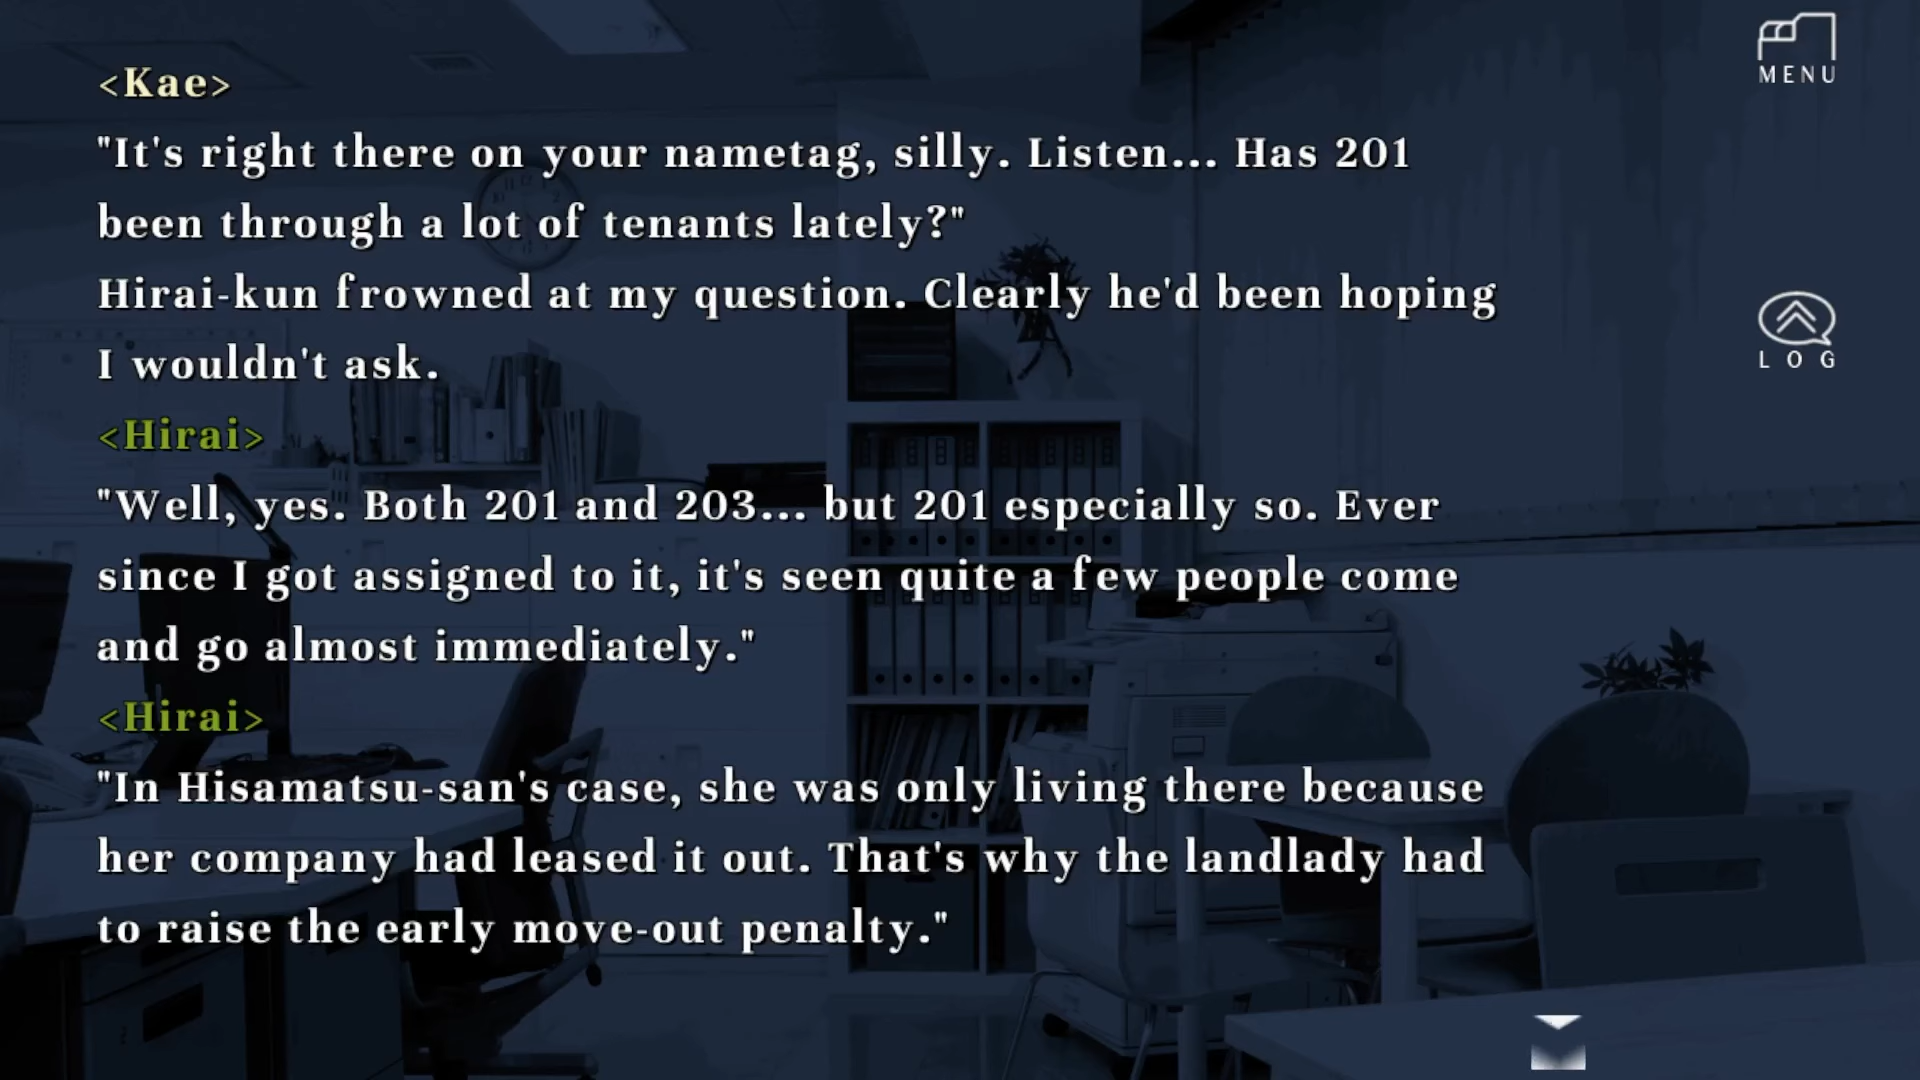 <Kae>
"It's right there on your nametag, silly. Listen... Has 201
been through a lot of tenants lately?"
Hirai-kun frowned at my question. Clearly he'd been hoping
I wouldn't ask.
<Hirai>
"Well, yes. Both 201 and 203... but 201 especially so. Ever
since I got assigned to it, it's seen quite a few people come
and go almost immediately."
<Hirai>
"In Hisamatsu-san's case, she was only living there because
her company had leased it out. That's why the landlady had
to raise the early move-out penalty."
MENU
LOG